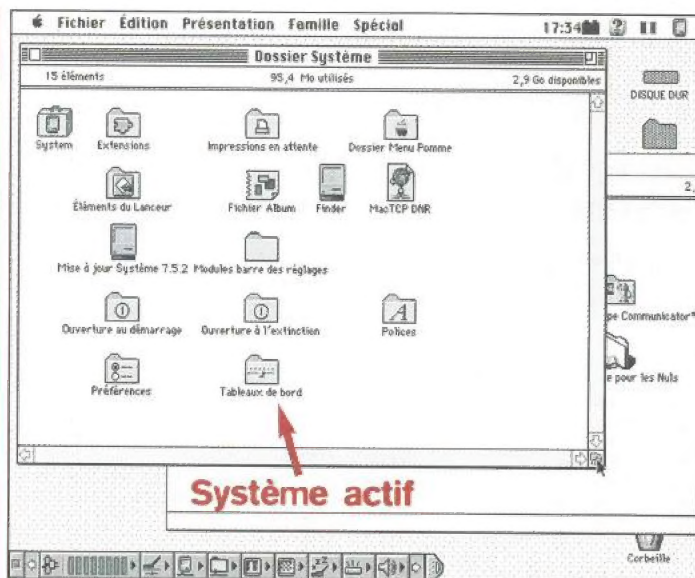 Fichier Édition Présentation Famille Spécial 17:34
Dossier Système
15 éléments 95,4 Mo utilisés 2,9 Go disponibles
DISQUE DUR
System Extensions Impressions en attente Dossier Menu Pomme
2,
Éléments du Lanceur Fichier Album Finder MacTCP DNR
Mise à jour Système 7.5.2 Modules barre des réglages
pe Communicator™
Ouverture au démarrage Ouverture à l'extinction Polices
e pour les Nuls
Préférences Tableaux de bord
Système actif
Corbeille